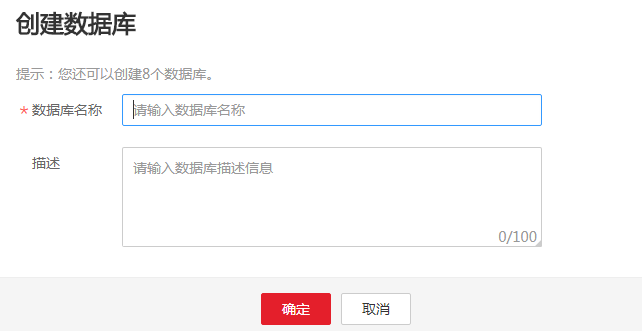 创建数据库
提示：您还可以创建8个数据库。
* 数据库名称 请输入数据库名称
描述 请输入数据库描述信息
0/100
确定 取消